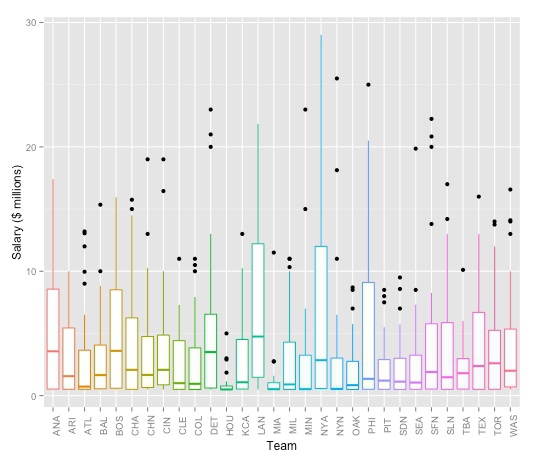 Salary ($ millions)
30
20
10
0
ANA ARI ATL BAL BOS CHA CHN CIN CLE COL DET HOU KCA LAN MIA MIL MIN NYA NYN OAK PHI PIT SDN SEA SFN SLN TBA TEX TOR WAS
Team